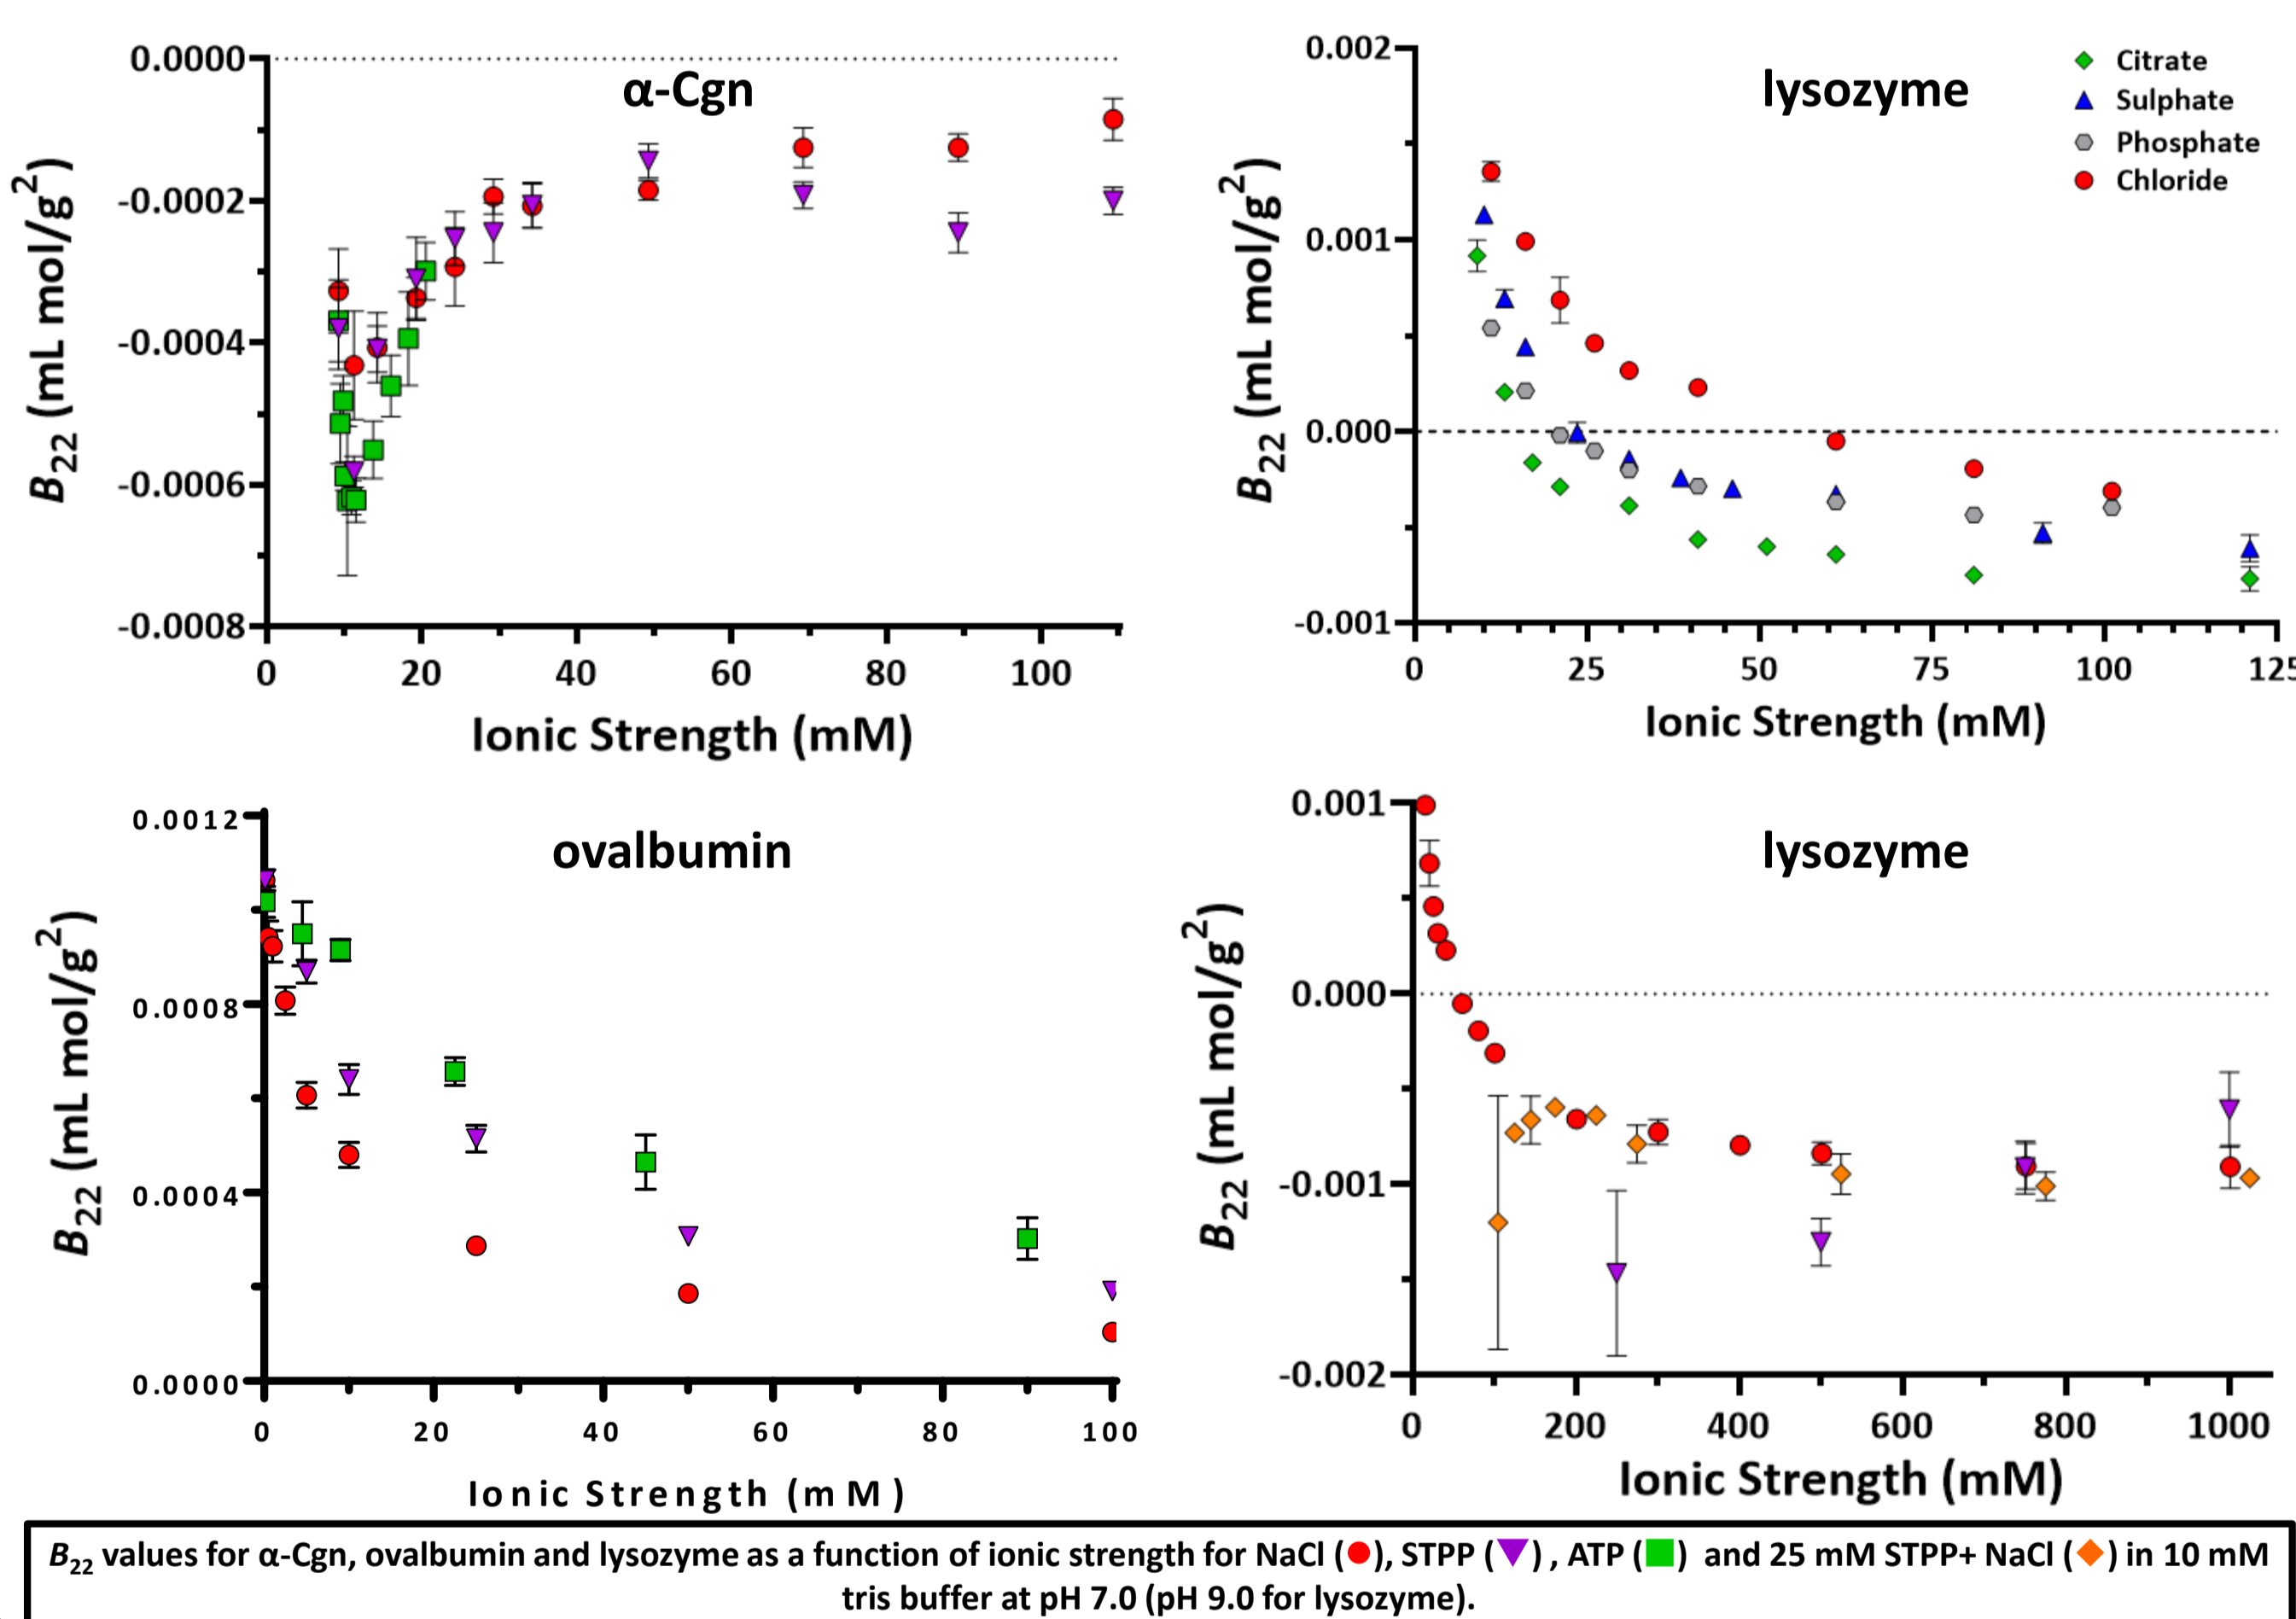 α-Cgn
0.0000
-0.0002
-0.0004
-0.0006
-0.0008
B22 (mL mol/g2)
0 20 40 60 80 100
Ionic Strength (mM)
lysozyme
Citrate
Sulphate
Phosphate
Chloride
0.002
0.001
0.000
-0.001
B22 (mL mol/g2)
0 25 50 75 100 125
Ionic Strength (mM)
ovalbumin
0.0012
0.0008
0.0004
0.0000
B22 (mL mol/g2)
0 20 40 60 80 100
Ionic Strength (mM)
lysozyme
0.001
0.000
-0.001
-0.002
B22 (mL mol/g2)
0 200 400 600 800 1000
Ionic Strength (mM)
B22 values for α-Cgn, ovalbumin and lysozyme as a function of ionic strength for NaCl (●), STPP (▼) , ATP (■) and 25 mM STPP+ NaCl (◆) in 10 mM
tris buffer at pH 7.0 (pH 9.0 for lysozyme).